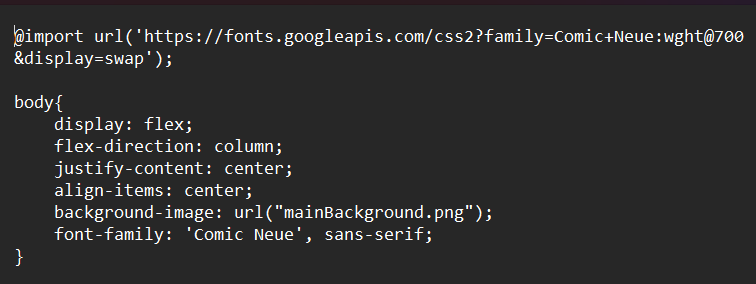 @import url('https://fonts.googleapis.com/css2?family=Comic+Neue:wght@700
&display=swap');
body{
display: flex;
flex-direction: column;
justify-content: center;
align-items: center;
background-image: url("mainBackground.png");
font-family: 'Comic Neue', sans-serif;
}